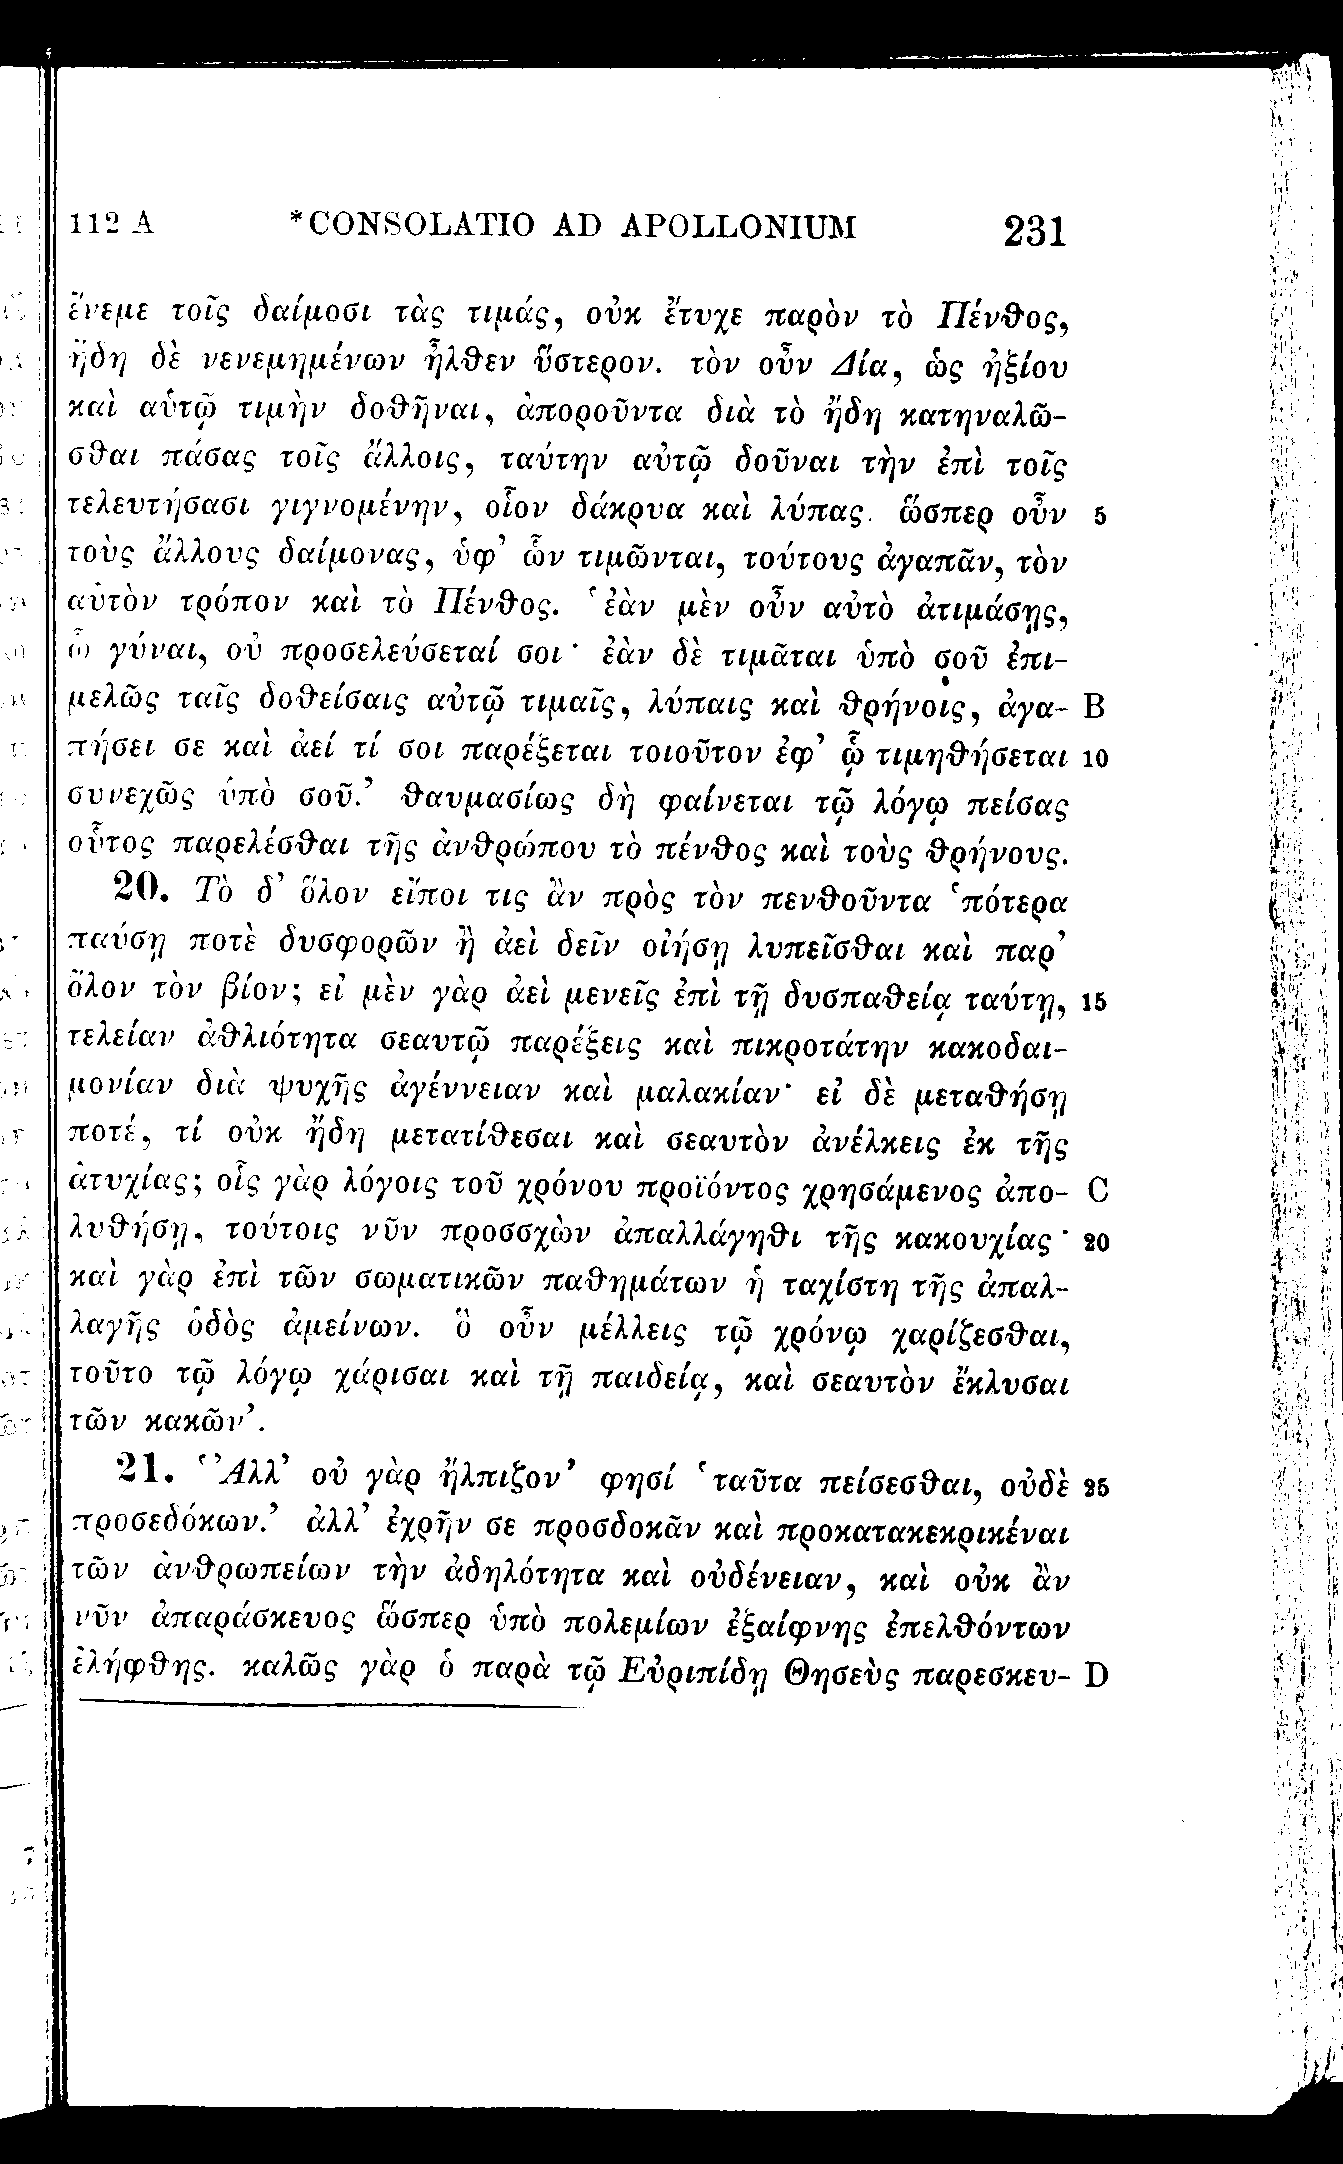 112 A *CONSOLATIO AD APOLLONIUM 231
ἔνεμε τοῖς δαίμοσι τὰς τιμάς, οὐκ ἔτυχε παρὸν τὸ Πένθος,
ἤδη δὲ νενεμημένων ἦλθεν ὕστερον. τὸν οὖν Δία, ὡς ἠξίου
καὶ αὑτῷ τιμὴν δοθῆναι, ἀποροῦντα διὰ τὸ ἤδη κατηναλῶ-
σθαι πάσας τοῖς ἄλλοις, ταύτην αὐτῷ δοῦναι τὴν ἐπὶ τοῖς
τελευτήσασι γιγνομένην, οἷον δάκρυα καὶ λύπας. ὥσπερ οὖν 5
τοὺς ἄλλους δαίμονας, ὑφ’ ὧν τιμῶνται, τούτους ἀγαπᾶν, τὸν
αὐτὸν τρόπον καὶ τὸ Πένθος. ‘ἐὰν μὲν οὖν αὐτὸ ἀτιμάσῃς,
ὦ γύναι, οὐ προσελεύσεταί σοι· ἐὰν δὲ τιμᾶται ὑπὸ σοῦ ἐπι-
μελῶς ταῖς δοθείσαις αὐτῷ τιμαῖς, λύπαις καὶ θρήνοις, ἀγα- B
πήσει σε καὶ ἀεί τί σοι παρέξεται τοιοῦτον ἐφ’ ᾧ τιμηθήσεται 10
συνεχῶς ὑπὸ σοῦ.’ θαυμασίως δὴ φαίνεται τῷ λόγῳ πείσας
οὗτος παρελέσθαι τῆς ἀνθρώπου τὸ πένθος καὶ τοὺς θρήνους.
20. Τὸ δ’ ὅλον εἴποι τις ἂν πρὸς τὸν πενθοῦντα ‘πότερα
παύσῃ ποτὲ δυσφορῶν ἢ ἀεὶ δεῖν οἰήσῃ λυπεῖσθαι καὶ παρ’
ὅλον τὸν βίον; εἰ μὲν γὰρ ἀεὶ μενεῖς ἐπὶ τῇ δυσπαθείᾳ ταύτῃ, 15
τελείαν ἀθλιότητα σεαυτῷ παρέξεις καὶ πικροτάτην κακοδαι-
μονίαν διὰ ψυχῆς ἀγέννειαν καὶ μαλακίαν· εἰ δὲ μεταθήσῃ
ποτέ, τί οὐκ ἤδη μετατίθεσαι καὶ σεαυτὸν ἀνέλκεις ἐκ τῆς
ἀτυχίας; οἷς γὰρ λόγοις τοῦ χρόνου προϊόντος χρησάμενος ἀπο- C
λυθήσῃ, τούτοις νῦν προσσχὼν ἀπαλλάγηθι τῆς κακουχίας· 20
καὶ γὰρ ἐπὶ τῶν σωματικῶν παθημάτων ἡ ταχίστη τῆς ἀπαλ-
λαγῆς ὁδὸς ἀμείνων. ὃ οὖν μέλλεις τῷ χρόνῳ χαρίζεσθαι,
τοῦτο τῷ λόγῳ χάρισαι καὶ τῇ παιδείᾳ, καὶ σεαυτὸν ἔκλυσαι
τῶν κακῶν’.
21. ‘Ἀλλ’ οὐ γὰρ ἤλπιζον’ φησί ‘ταῦτα πείσεσθαι, οὐδὲ 25
προσεδόκων.’ ἀλλ’ ἐχρῆν σε προσδοκᾶν καὶ προκατακεκρικέναι
τῶν ἀνθρωπείων τὴν ἀδηλότητα καὶ οὐδένειαν, καὶ οὐκ ἂν
νῦν ἀπαράσκευος ὥσπερ ὑπὸ πολεμίων ἐξαίφνης ἐπελθόντων
ἐλήφθης. καλῶς γὰρ ὁ παρὰ τῷ Εὐριπίδῃ Θησεὺς παρεσκευ- D